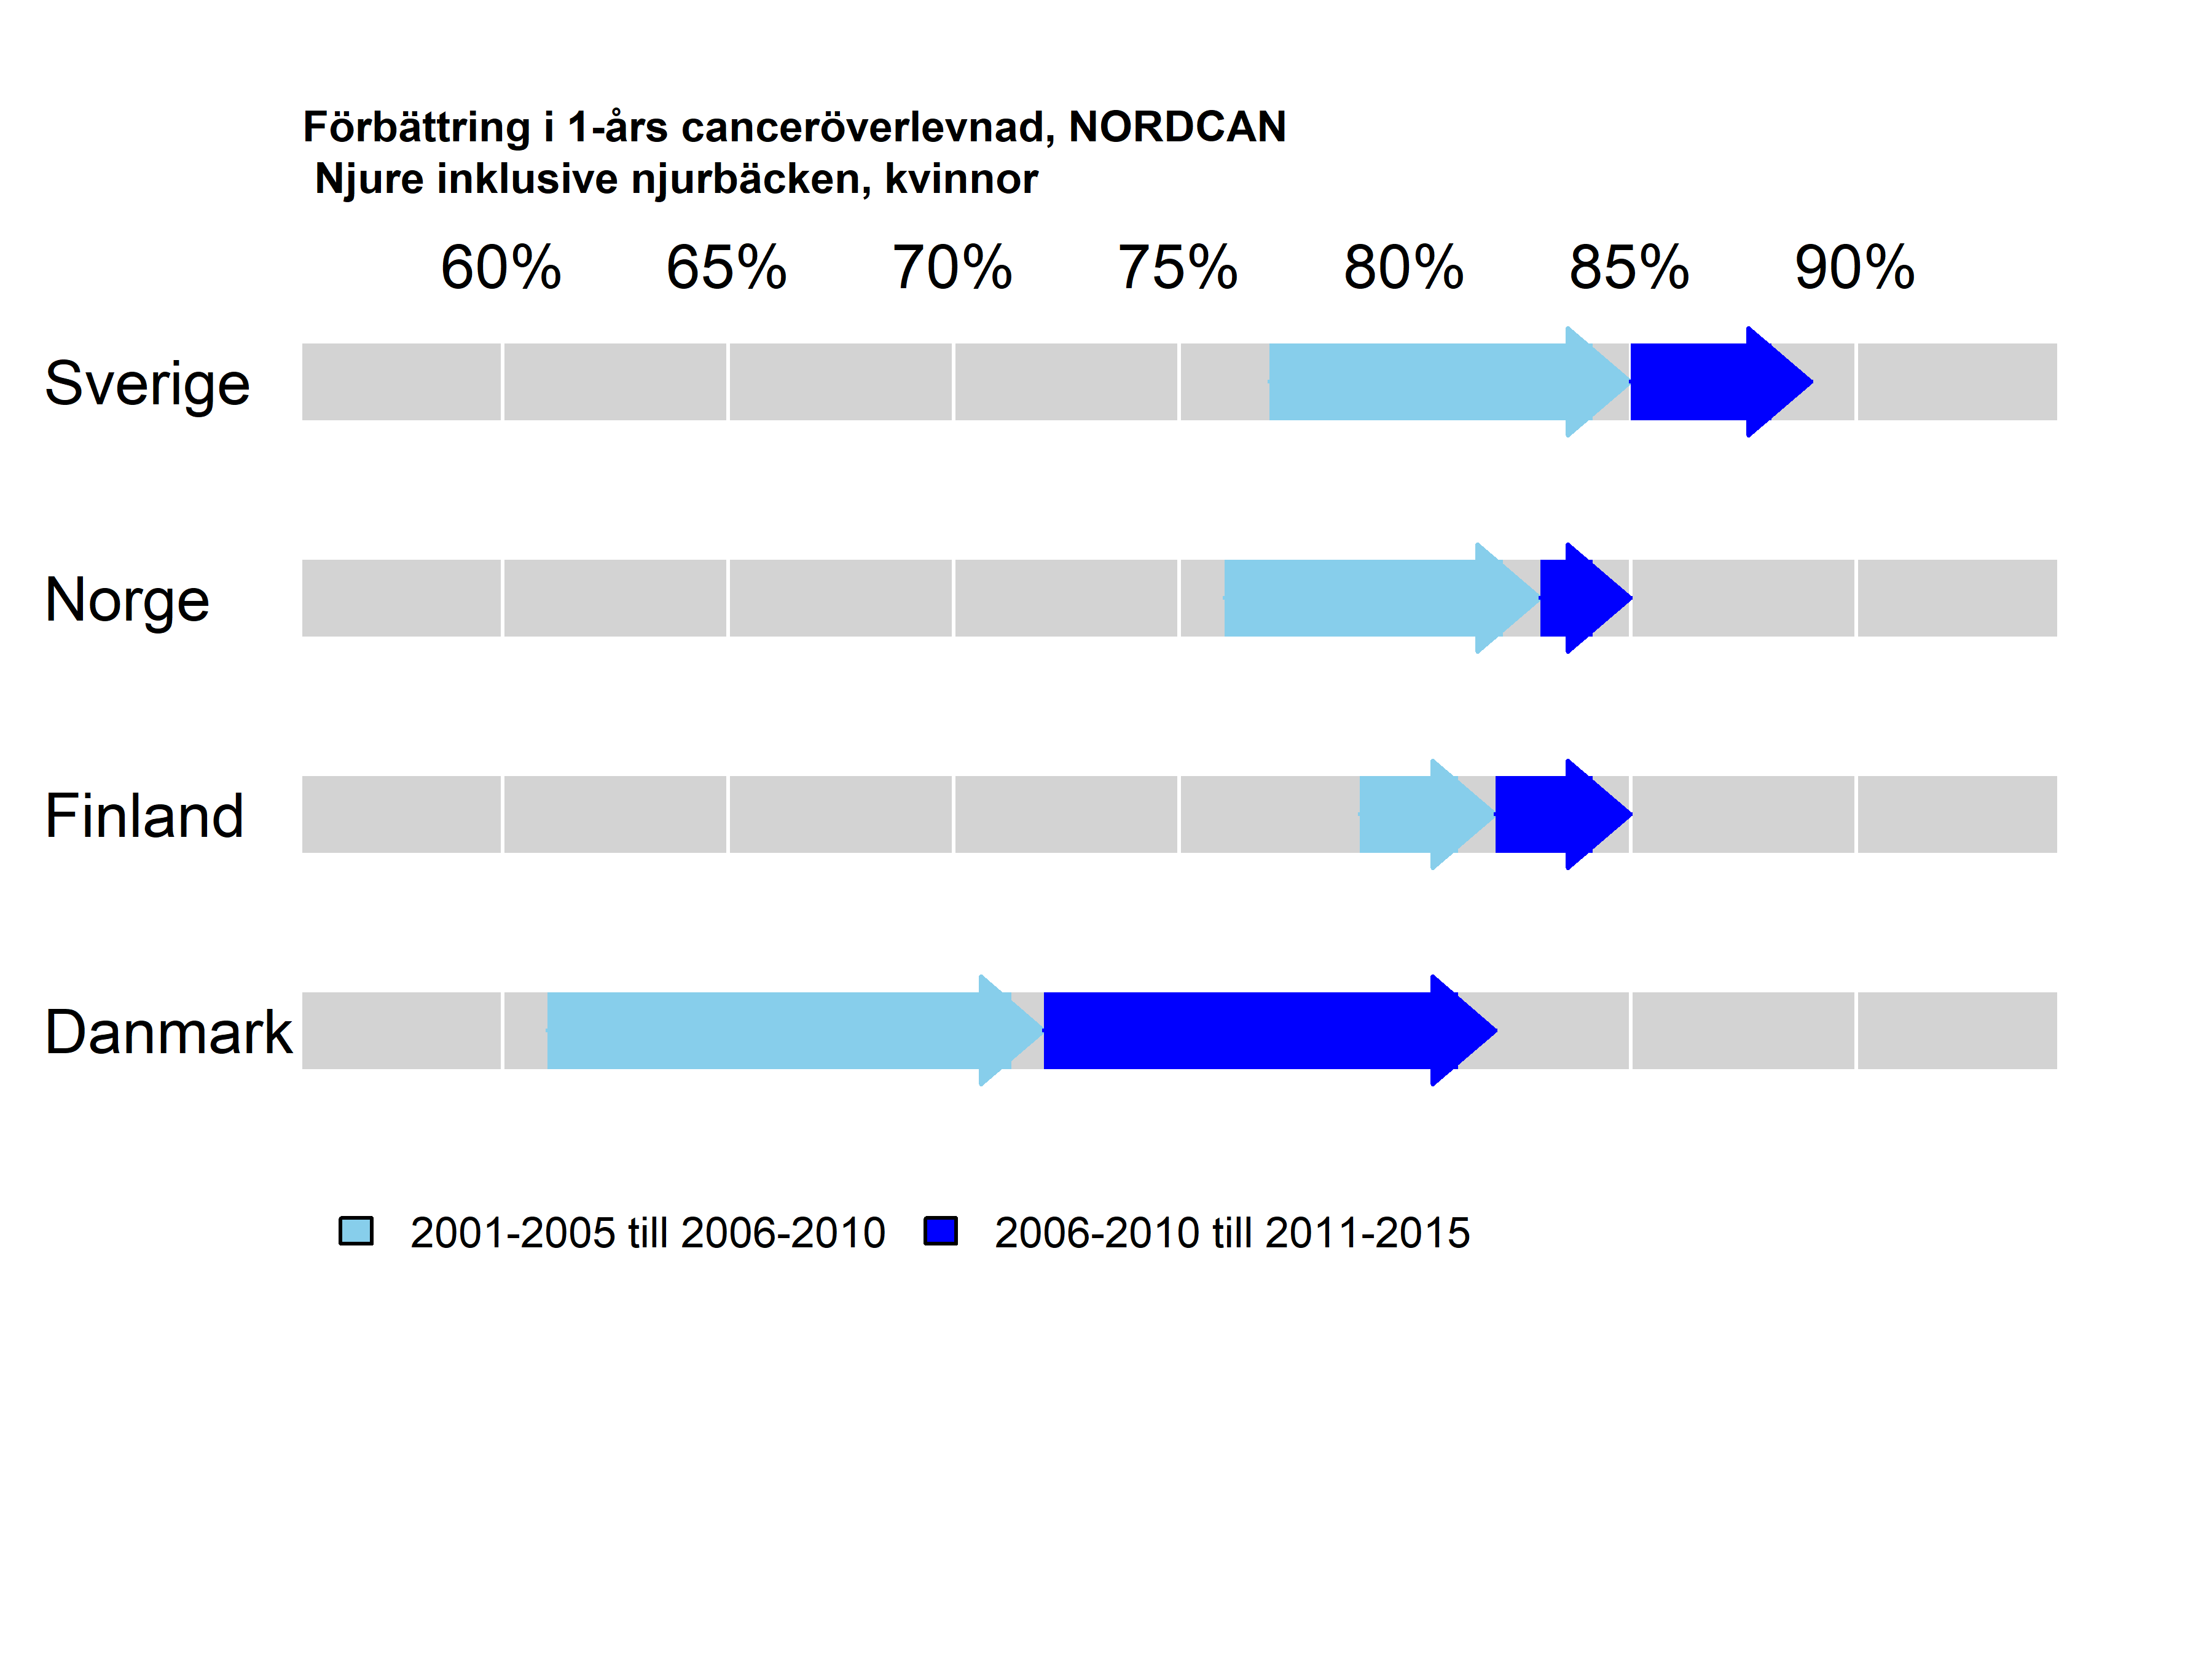 Förbättring i 1-års canceröverlevnad, NORDCAN
Njure inklusive njurbäcken, kvinnor
60% 65% 70% 75% 80% 85% 90%
Sverige
Norge
Finland
Danmark
2001-2005 till 2006-2010 2006-2010 till 2011-2015